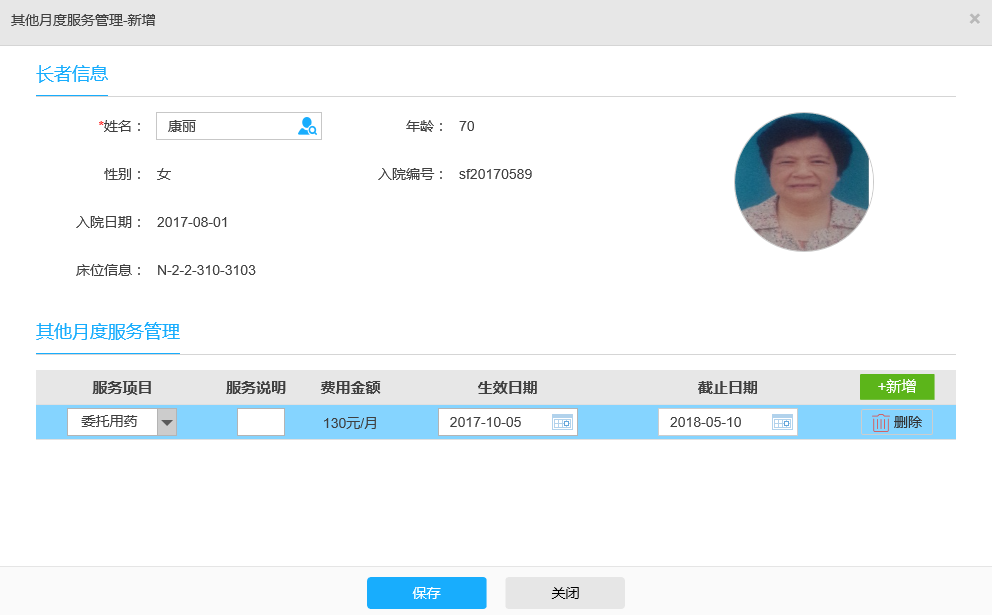 其他月度服务管理-新增
长者信息
*姓名： 康丽 年龄： 70
性别： 女 入院编号： sf20170589
入院日期： 2017-08-01
床位信息： N-2-2-310-3103
其他月度服务管理
服务项目 服务说明 费用金额 生效日期 截止日期 +新增
委托用药 130元/月 2017-10-05 2018-05-10 删除
保存 关闭